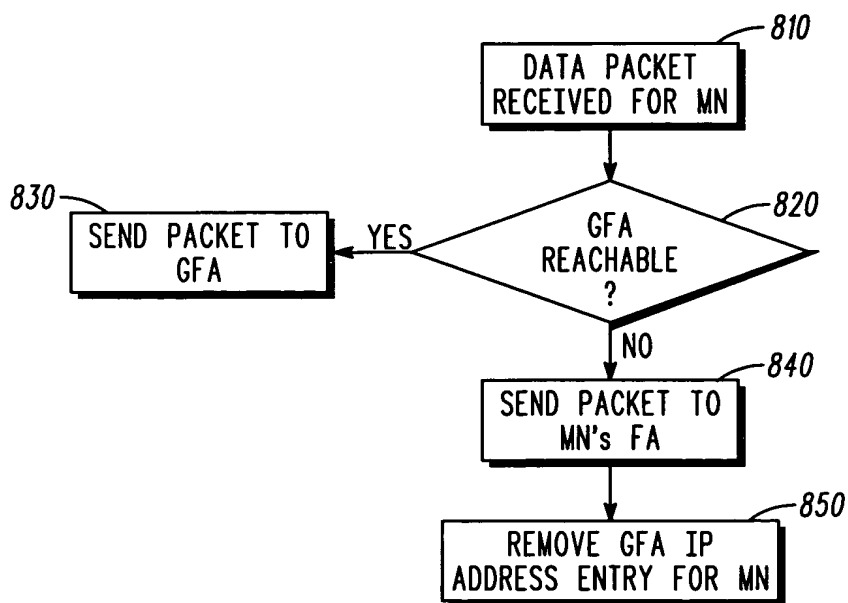 810
DATA PACKET
RECEIVED FOR MN
830
SEND PACKET TO
GFA
YES
820
GFA
REACHABLE
?
NO
840
SEND PACKET TO
MN's FA
850
REMOVE GFA IP
ADDRESS ENTRY FOR MN